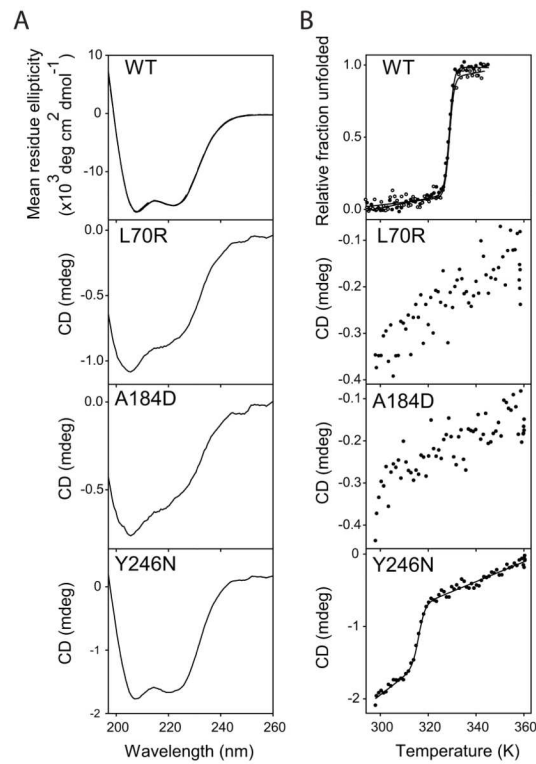 A
B
Mean residue ellipticity
(x10³ deg cm² dmol⁻¹)
10
0
-10
WT
Relative fraction unfolded
1.0
0.5
0.0
WT
CD (mdeg)
0.0
-0.5
-1.0
L70R
CD (mdeg)
-0.1
-0.2
-0.3
-0.4
L70R
CD (mdeg)
0.0
-0.5
A184D
CD (mdeg)
-0.1
-0.2
-0.3
-0.4
A184D
CD (mdeg)
0
-1
-2
Y246N
CD (mdeg)
0
-1
-2
Y246N
200 220 240 260
Wavelength (nm)
300 320 340 360
Temperature (K)